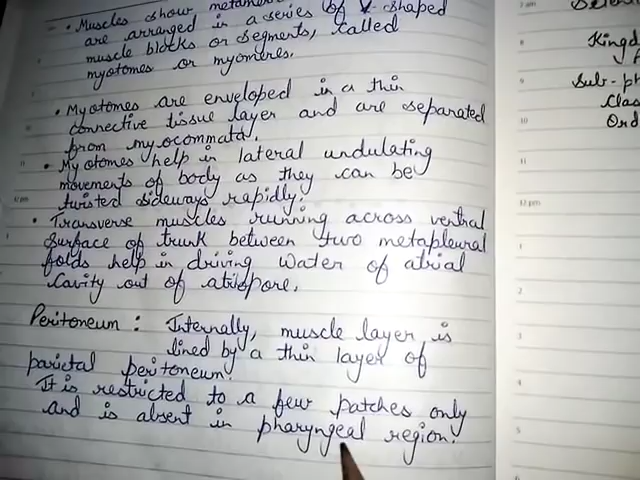 • Muscles show metam
are arranged in a series of V-shaped
muscle blocks or segments, called
myotomes or myomeres.
• Myotomes are enveloped in a thin
connective tissue layer and are separated
from myocommata.
• Myotomes help in lateral undulating
movements of body as they can be
twisted sideways rapidly.
• Transverse muscles running across ventral
surface of trunk between two metapleural
folds help in driving water of atrial
cavity out of atriopore.
Peritoneum : Internally, muscle layer is
lined by a thin layer of
parietal peritoneum.
It is restricted to a few patches only
and is absent in pharyngeal region.
Kingd
Sub-ph
Class
Ord